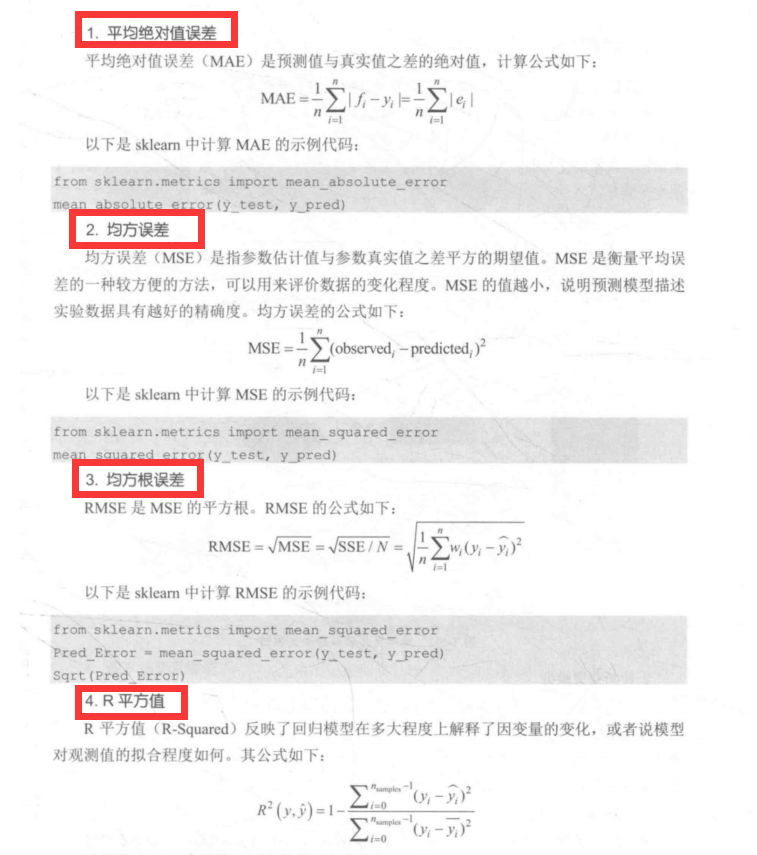 1. 平均绝对值误差
平均绝对值误差（MAE）是预测值与真实值之差的绝对值，计算公式如下：
MAE = \frac{1}{n}\sum_{i=1}^{n}|f_i - y_i| = \frac{1}{n}\sum_{i=1}^{n}|e_i|
以下是 sklearn 中计算 MAE 的示例代码：
from sklearn.metrics import mean_absolute_error
mean_absolute_error(y_test, y_pred)
2. 均方误差
均方误差（MSE）是指参数估计值与参数真实值之差平方的期望值。MSE 是衡量平均误
差的一种较方便的方法，可以用来评价数据的变化程度。MSE 的值越小，说明预测模型描述
实验数据具有越好的精确度。均方误差的公式如下：
MSE = \frac{1}{n}\sum_{i=1}^{n}(observed_i - predicted_i)^2
以下是 sklearn 中计算 MSE 的示例代码：
from sklearn.metrics import mean_squared_error
mean_squared_error(y_test, y_pred)
3. 均方根误差
RMSE 是 MSE 的平方根。RMSE 的公式如下：
RMSE = \sqrt{MSE} = \sqrt{SSE / N} = \sqrt{\frac{1}{n}\sum_{i=1}^{n}w_i(y_i - \widehat{y_i})^2}
以下是 sklearn 中计算 RMSE 的示例代码：
from sklearn.metrics import mean_squared_error
Pred_Error = mean_squared_error(y_test, y_pred)
Sqrt(Pred_Error)
4. R 平方值
R 平方值（R-Squared）反映了回归模型在多大程度上解释了因变量的变化，或者说模型
对观测值的拟合程度如何。其公式如下：
R^2(y, \hat{y}) = 1 - \frac{\sum_{i=0}^{n_{samples}-1}(y_i - \widehat{y_i})^2}{\sum_{i=0}^{n_{samples}-1}(y_i - \overline{y_i})^2}